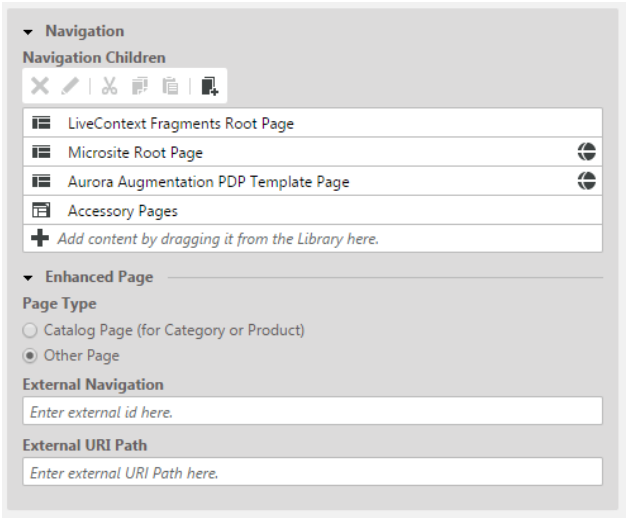 Navigation
Navigation Children
LiveContext Fragments Root Page
Microsite Root Page
Aurora Augmentation PDP Template Page
Accessory Pages
Add content by dragging it from the Library here.
Enhanced Page
Page Type
Catalog Page (for Category or Product)
Other Page
External Navigation
Enter external id here.
External URI Path
Enter external URI Path here.